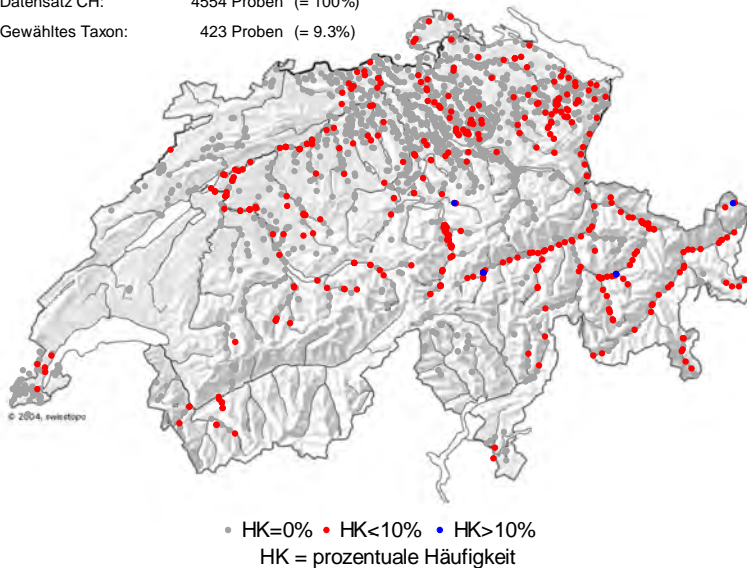 Datensatz CH: 4554 Proben (= 100%)
Gewähltes Taxon: 423 Proben (= 9.3%)
© 2004, swisstopo
HK=0% HK<10% HK>10%
HK = prozentuale Häufigkeit